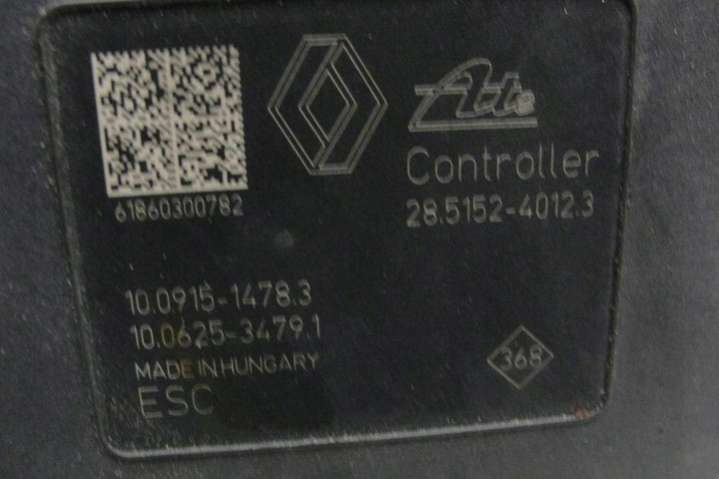 Ate
Controller
28.5152-4012.3
61860300782
10.0915-1478.3
10.0625-3479.1
MADE IN HUNGARY
ESC
368